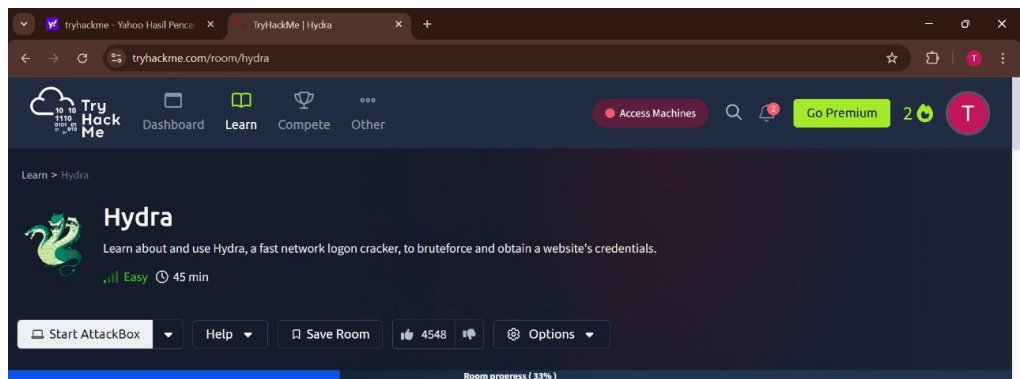 tryhackme - Yahoo Hasil Penca
TryHackMe | Hydra
tryhackme.com/room/hydra
T
Try
Hack
Me
Dashboard
Learn
Compete
Other
Access Machines
Go Premium
2
T
Learn > Hydra
Hydra
Learn about and use Hydra, a fast network logon cracker, to bruteforce and obtain a website's credentials.
Easy 45 min
Start AttackBox
Help
Save Room
4548
Options
Room progress ( 33% )